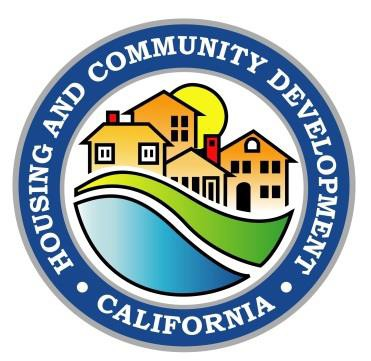 HOUSING AND COMMUNITY DEVELOPMENT
• CALIFORNIA •